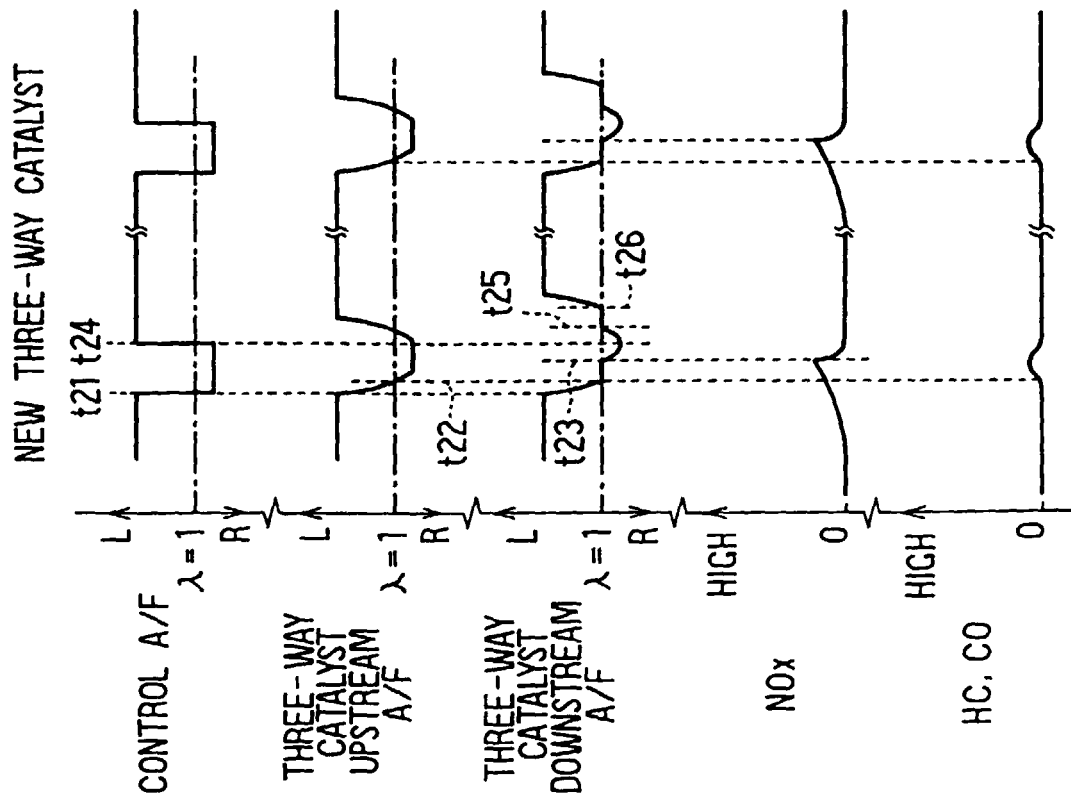 NEW THREE-WAY CATALYST
t21 t24
CONTROL A/F
L
λ=1
R
THREE-WAY
CATALYST
UPSTREAM
A/F
L
λ=1
R
t22
THREE-WAY
CATALYST
DOWNSTREAM
A/F
L
λ=1
R
t23
t25
t26
NOx
HIGH
0
HC, CO
HIGH
0